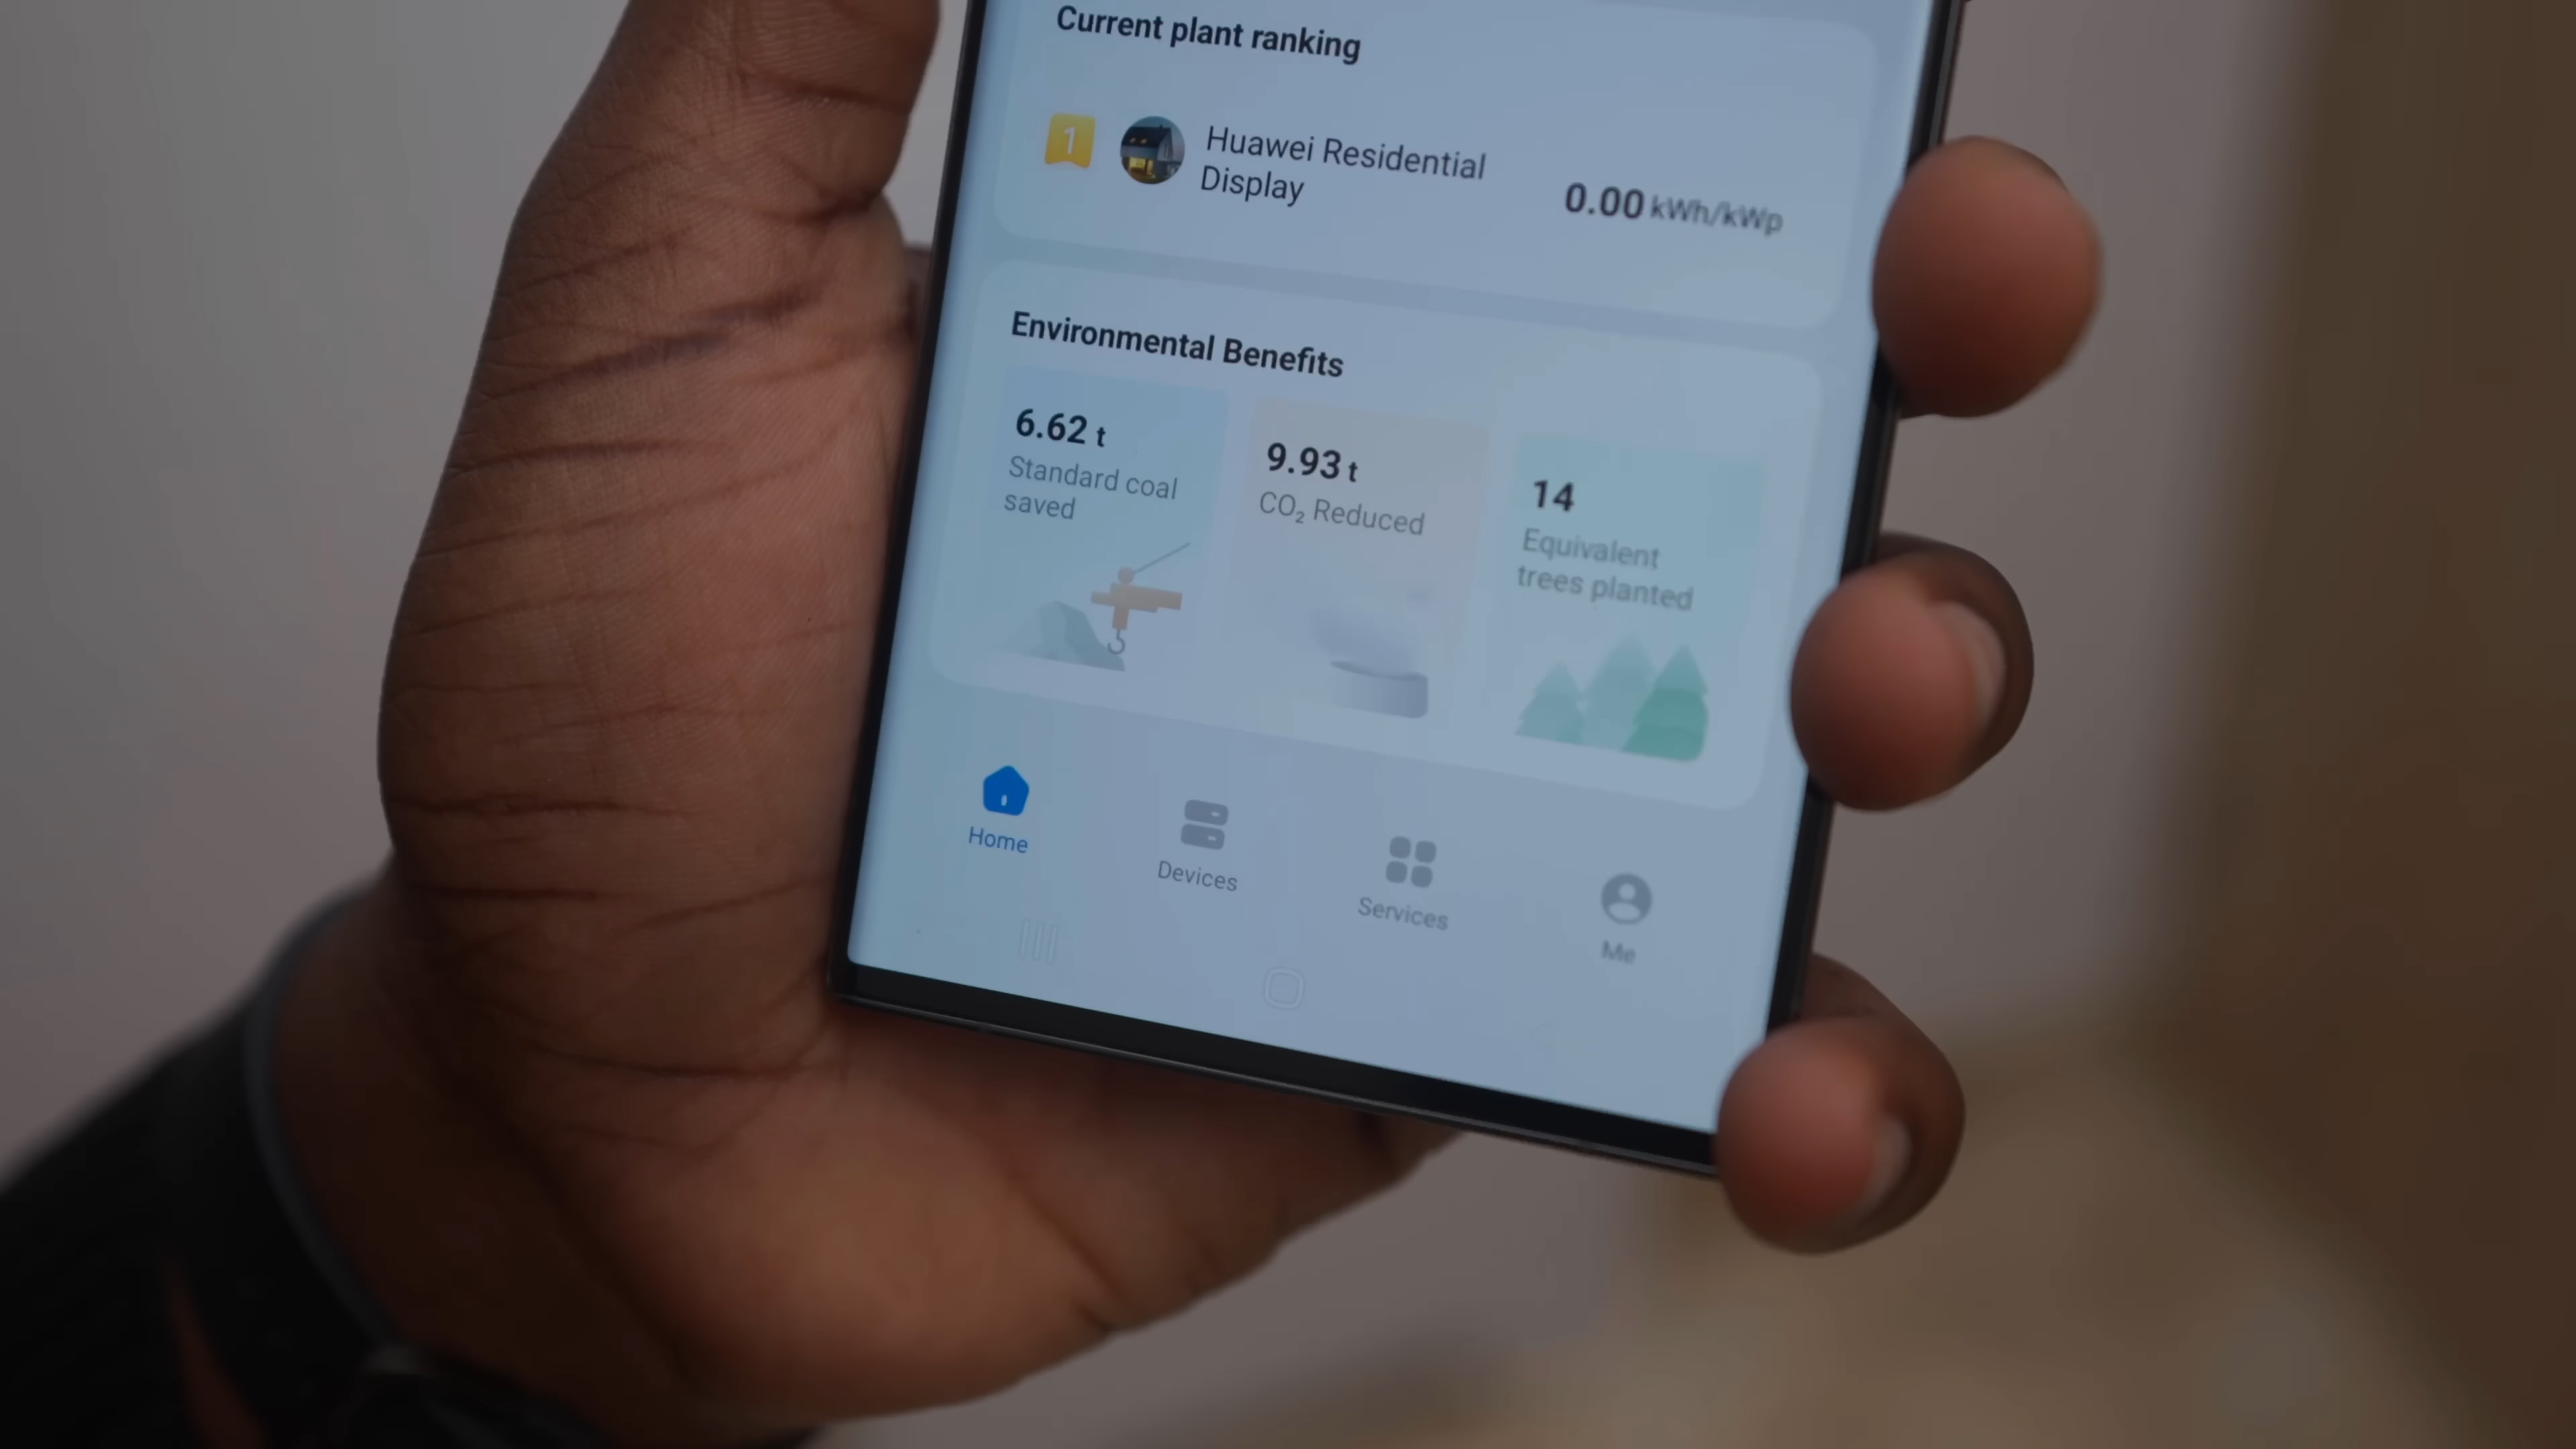 Current plant ranking
1
Huawei Residential
Display
0.00 kWh/kWp
Environmental Benefits
6.62 t
Standard coal
saved
9.93 t
CO₂ Reduced
14
Equivalent
trees planted
Home
Devices
Services
Me